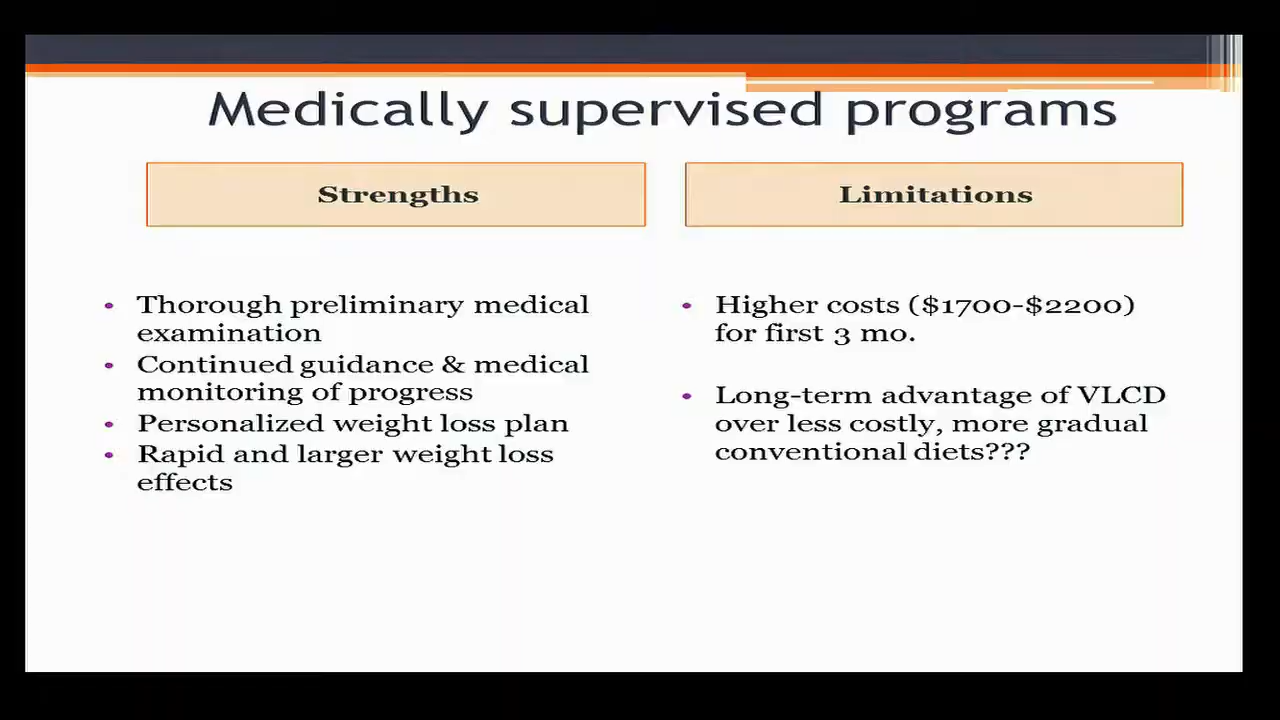 Medically supervised programs
Strengths
• Thorough preliminary medical
examination
• Continued guidance & medical
monitoring of progress
• Personalized weight loss plan
• Rapid and larger weight loss
effects
Limitations
• Higher costs ($1700-$2200)
for first 3 mo.
• Long-term advantage of VLCD
over less costly, more gradual
conventional diets???